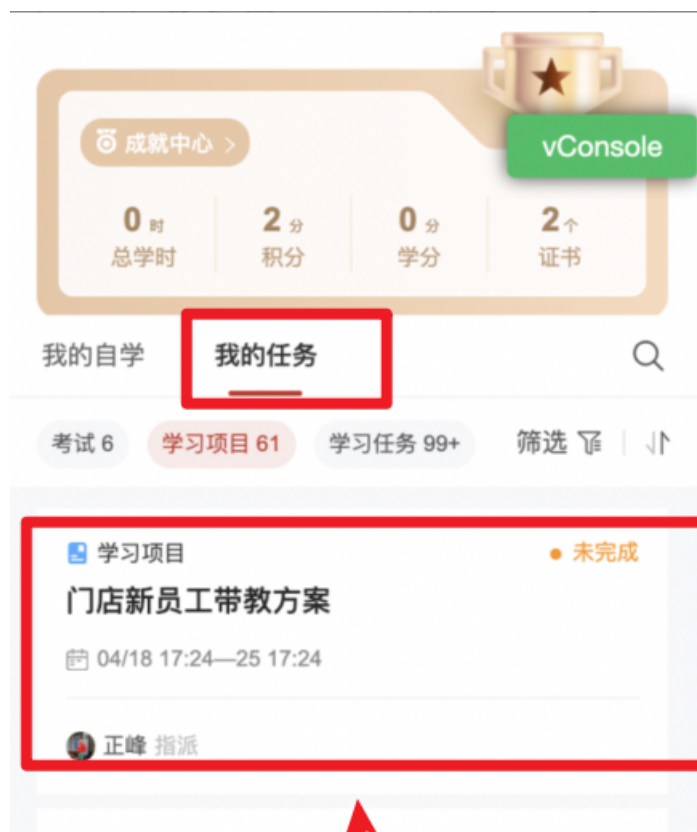 成就中心 >
vConsole
0 时 2 分 0 分 2 个
总学时 积分 学分 证书
我的自学 我的任务
考试 6 学习项目 61 学习任务 99+ 筛选
学习项目 未完成
门店新员工带教方案
04/18 17:24—25 17:24
正峰 指派